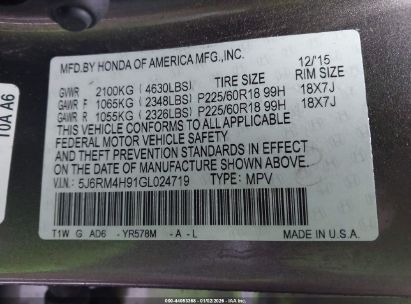 MFD.BY HONDA OF AMERICA MFG.,INC. 12/'15
GVWR 2100KG ( 4630LBS) TIRE SIZE RIM SIZE
GAWR F 1065KG ( 2348LBS) P225/60R18 99H 18X7J
GAWR R 1055KG ( 2326LBS) P225/60R18 99H 18X7J
THIS VEHICLE CONFORMS TO ALL APPLICABLE
FEDERAL MOTOR VEHICLE SAFETY AND THEFT
PREVENTION STANDARDS IN EFFECT
ON THE DATE OF MANUFACTURE SHOWN ABOVE.
V.I.N.: 5J6RM4H91GL024719 TYPE: MPV
T1W G AD6 - YR578M - A - L MADE IN U.S.A.
10A A6